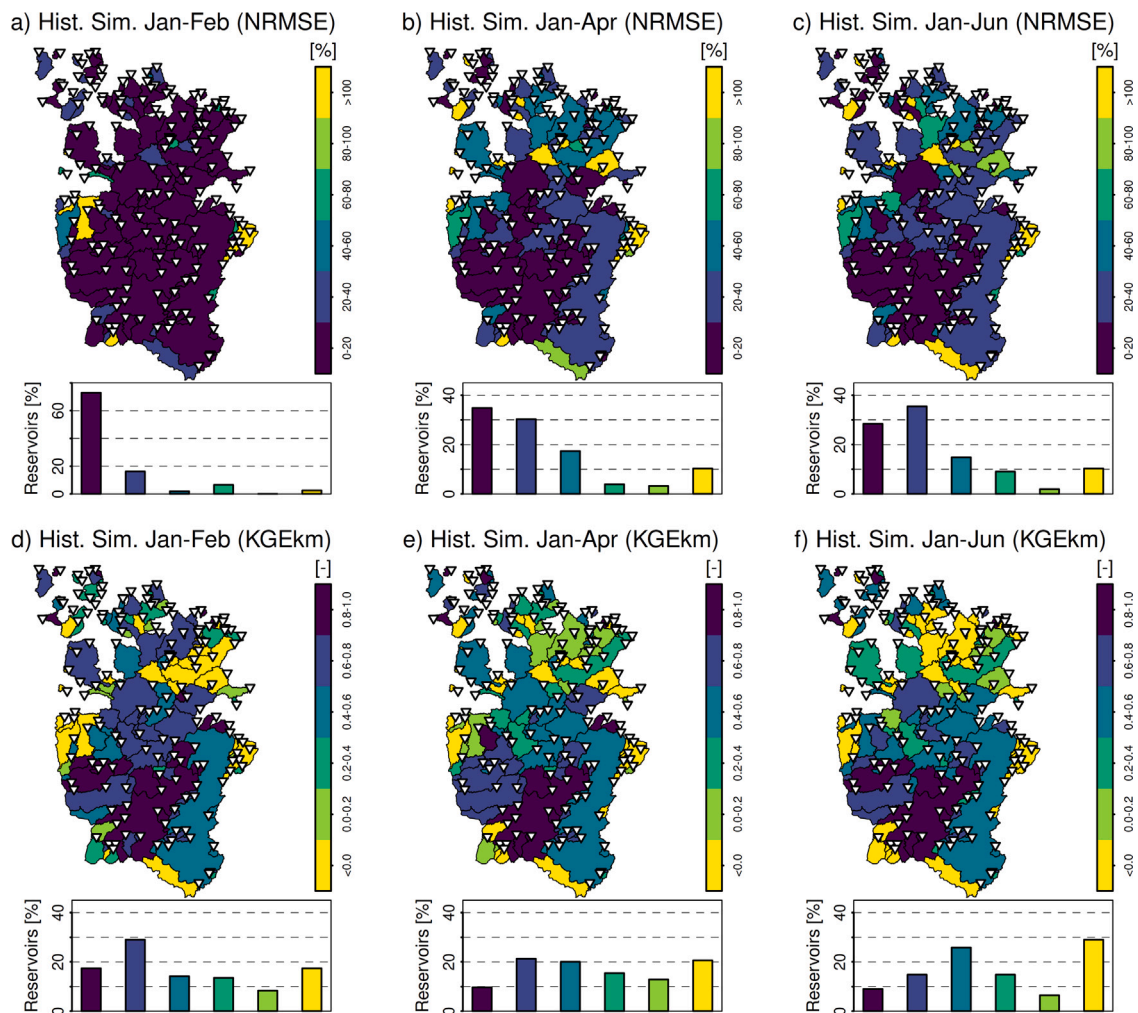 a) Hist. Sim. Jan-Feb (NRMSE)
b) Hist. Sim. Jan-Apr (NRMSE)
c) Hist. Sim. Jan-Jun (NRMSE)
[%]
[%]
[%]
>100
80-100
60-80
40-60
20-40
0-20
>100
80-100
60-80
40-60
20-40
0-20
>100
80-100
60-80
40-60
20-40
0-20
Reservoirs [%]
0 20 60
Reservoirs [%]
0 20 40
Reservoirs [%]
0 20 40
d) Hist. Sim. Jan-Feb (KGEkm)
e) Hist. Sim. Jan-Apr (KGEkm)
f) Hist. Sim. Jan-Jun (KGEkm)
[-]
[-]
[-]
0.8-1.0
0.6-0.8
0.4-0.6
0.2-0.4
0.0-0.2
<0.0
0.8-1.0
0.6-0.8
0.4-0.6
0.2-0.4
0.0-0.2
<0.0
0.8-1.0
0.6-0.8
0.4-0.6
0.2-0.4
0.0-0.2
<0.0
Reservoirs [%]
0 20 40
Reservoirs [%]
0 20 40
Reservoirs [%]
0 20 40